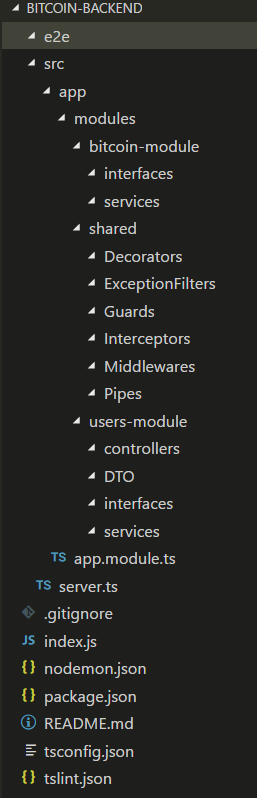 BITCOIN-BACKEND
e2e
src
app
modules
bitcoin-module
interfaces
services
shared
Decorators
ExceptionFilters
Guards
Interceptors
Middlewares
Pipes
users-module
controllers
DTO
interfaces
services
TS app.module.ts
TS server.ts
.gitignore
JS index.js
{} nodemon.json
{} package.json
README.md
tsconfig.json
{} tslint.json